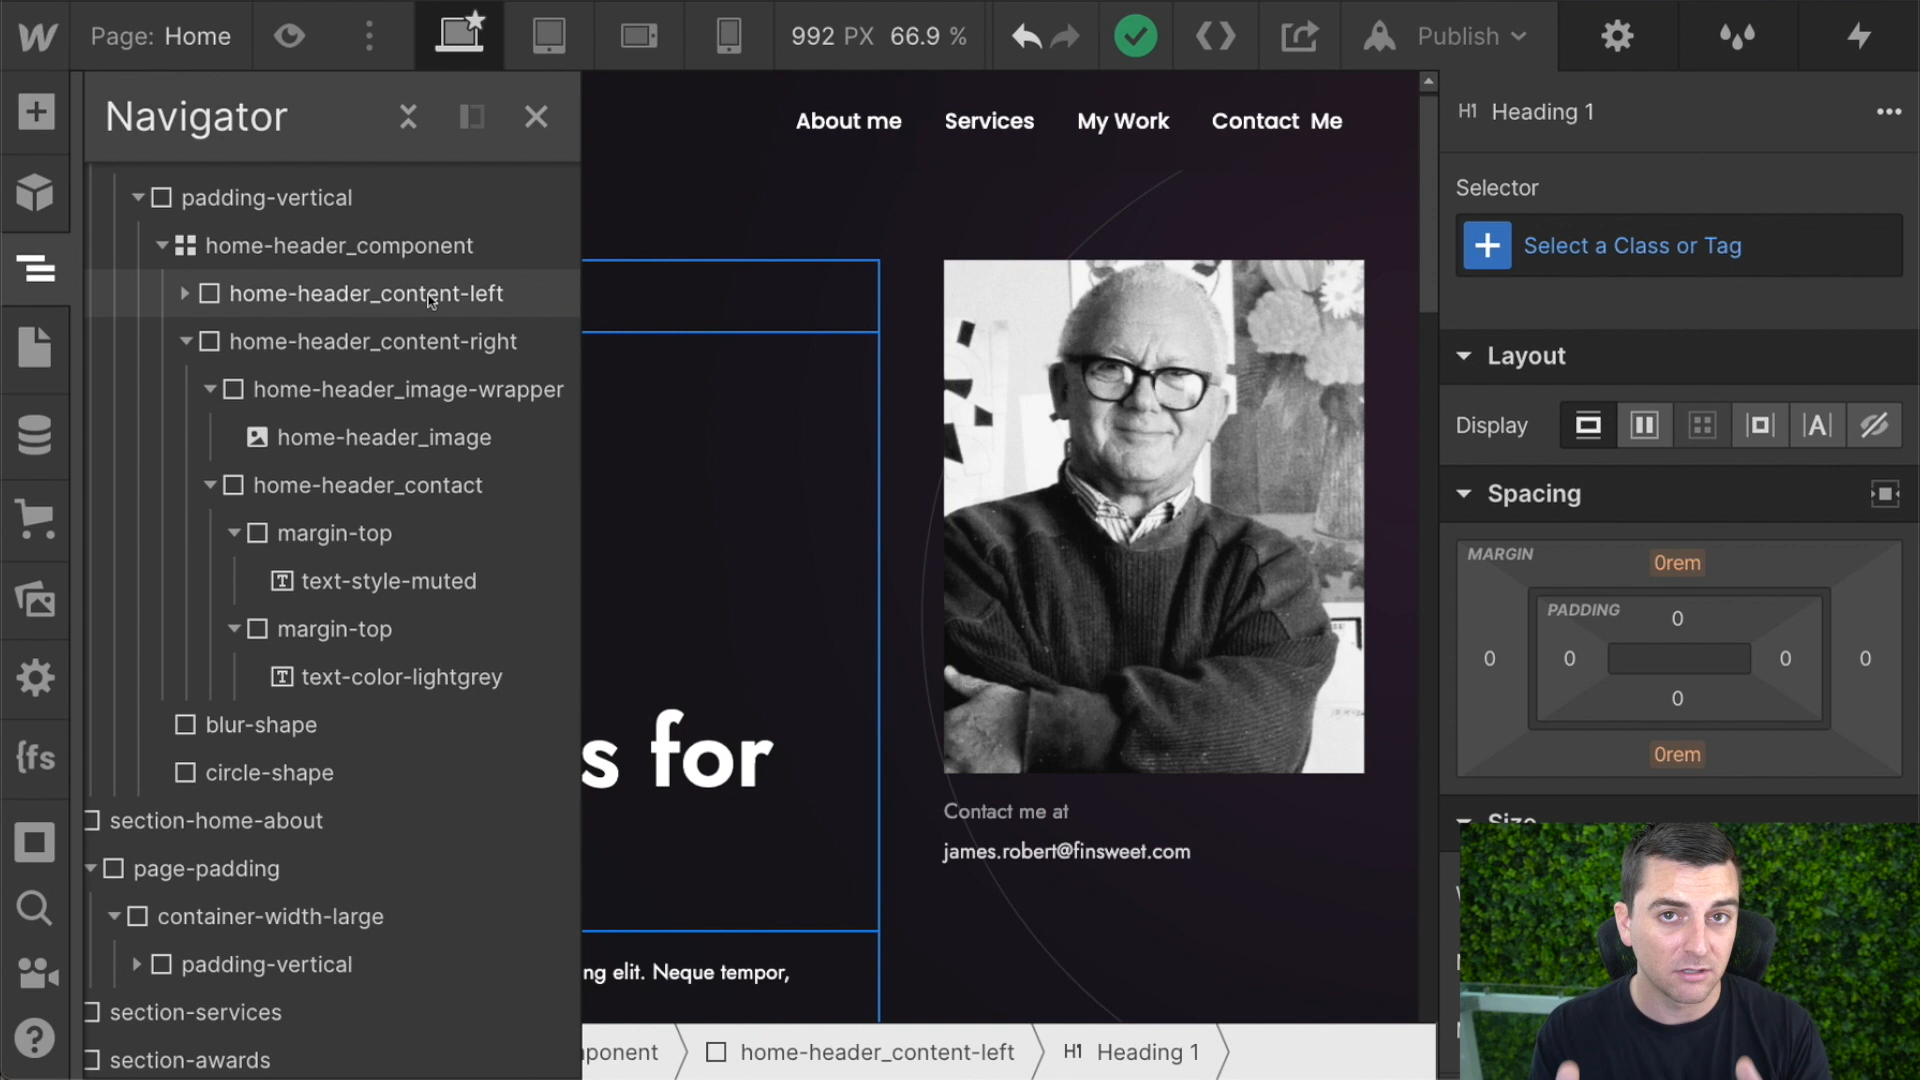 Page: Home
992 PX 66.9 %
Publish
Navigator
padding-vertical
home-header_component
home-header_content-left
home-header_content-right
home-header_image-wrapper
home-header_image
home-header_contact
margin-top
text-style-muted
margin-top
text-color-lightgrey
blur-shape
circle-shape
section-home-about
page-padding
container-width-large
padding-vertical
section-services
section-awards
{fs
About me
Services
My Work
Contact Me
s for
ng elit. Neque tempor,
Contact me at
james.robert@finsweet.com
ponent
home-header_content-left
H1 Heading 1
H1 Heading 1
Selector
Select a Class or Tag
Layout
Display
Spacing
MARGIN
0rem
PADDING
0
0
0
0
0
0
0rem
Size